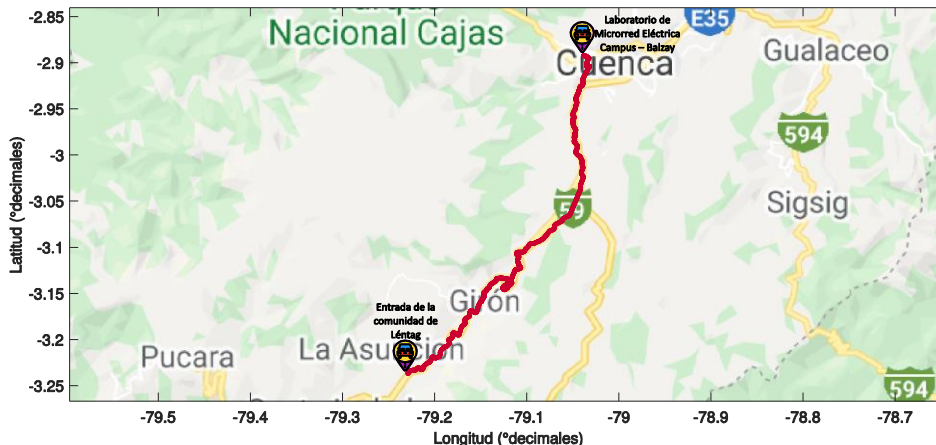 -2.85
-2.9
-2.95
-3
-3.05
-3.1
-3.15
-3.2
-3.25
Latitud (°decimales)
Nacional Cajas
E35
Laboratorio de
Microrred Eléctrica
Campus – Balzay
Cuenca
Gualaceo
594
59
Sigsig
Girón
Entrada de la
comunidad de
Léntag
La Asunción
Pucara
594
-79.5
-79.4
-79.3
-79.2
-79.1
-79
-78.9
-78.8
-78.7
Longitud (°decimales)